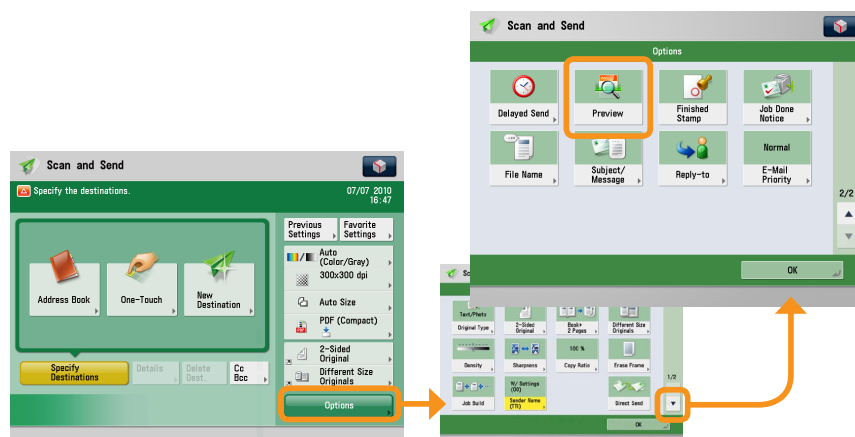 Scan and Send
Specify the destinations.
07/07 2010
16:47
Address Book
One-Touch
New
Destination
Specify
Destinations
Details
Delete
Dest.
Cc
Bcc
Previous
Settings
Favorite
Settings
Auto
(Color/Gray)
300x300 dpi
Auto Size
PDF (Compact)
2-Sided
Original
Different Size
Originals
Options
Sc
Text/Photo
Original Type
2-Sided
Original
Book▸
2 Pages
Different Size
Originals
Density
Sharpness
100 %
Copy Ratio
Erase Frame
Job Build
N/ Settings
(00)
Sender Name
(TTI)
Direct Send
1/2
OK
Scan and Send
Options
Delayed Send
Preview
Finished
Stamp
Job Done
Notice
File Name
Subject/
Message
Reply-to
Normal
E-Mail
Priority
2/2
OK